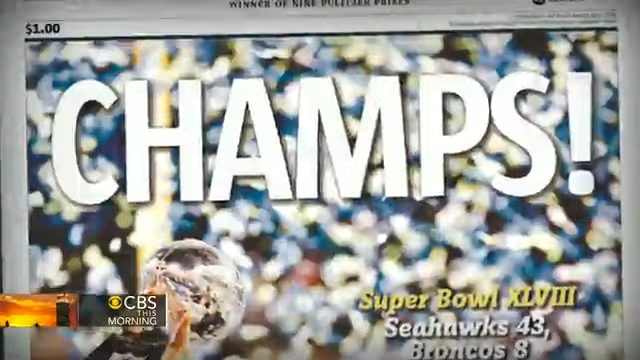 WINNER OF NINE PULITZER PRIZES
$1.00
CHAMPS!
Super Bowl XLVIII
Seahawks 43,
Broncos 8
CBS
THIS
MORNING